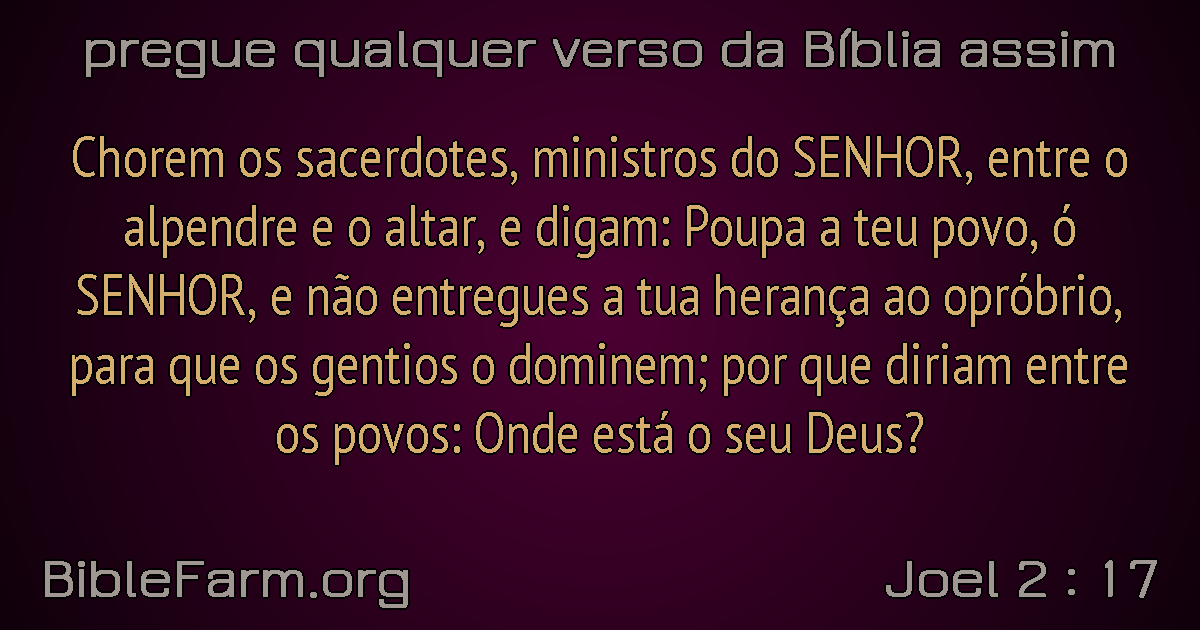 pregue qualquer verso da Bíblia assim
Chorem os sacerdotes, ministros do SENHOR, entre o
alpendre e o altar, e digam: Poupa a teu povo, ó
SENHOR, e não entregues a tua herança ao opróbrio,
para que os gentios o dominem; por que diriam entre
os povos: Onde está o seu Deus?
BibleFarm.org
Joel 2 : 17